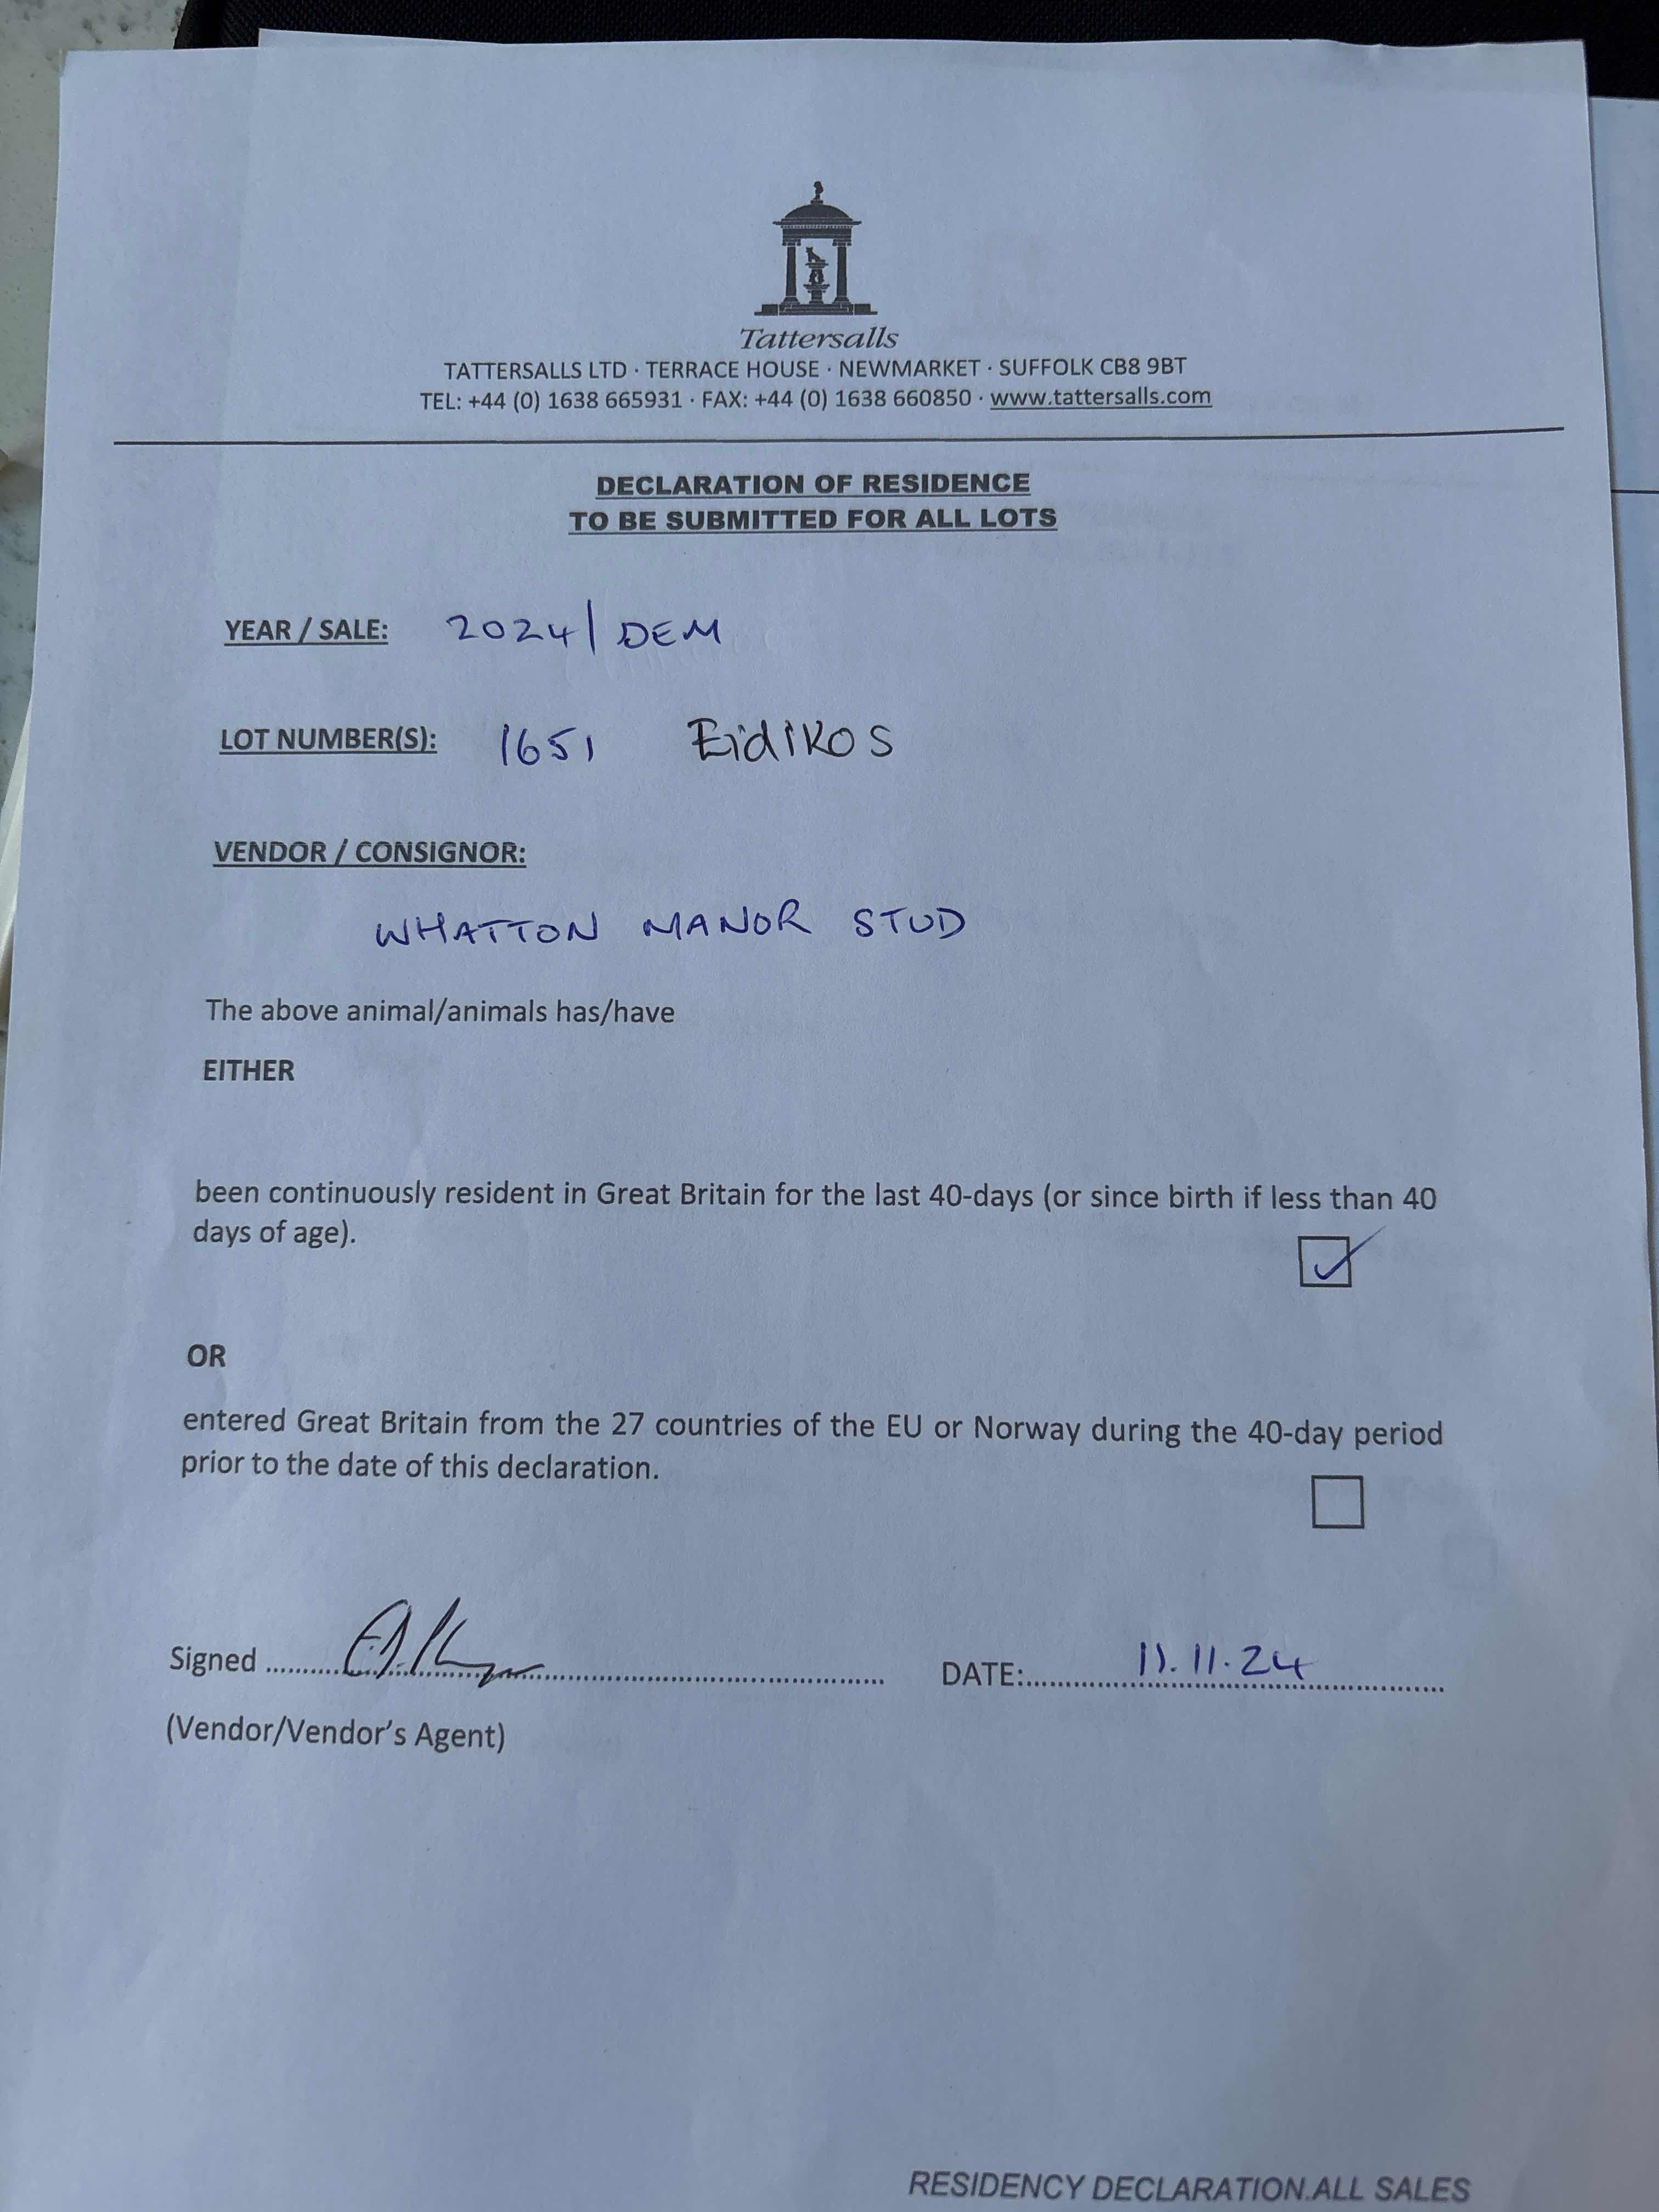 Tattersalls
TATTERSALLS LTD · TERRACE HOUSE · NEWMARKET · SUFFOLK CB8 9BT
TEL: +44 (0) 1638 665931 · FAX: +44 (0) 1638 660850 · www.tattersalls.com
DECLARATION OF RESIDENCE
TO BE SUBMITTED FOR ALL LOTS
YEAR / SALE: 2024 / DEM
LOT NUMBER(S): 1651 Eidikos
VENDOR / CONSIGNOR:
WHATTON MANOR STUD
The above animal/animals has/have
EITHER
been continuously resident in Great Britain for the last 40-days (or since birth if less than 40
days of age).
OR
entered Great Britain from the 27 countries of the EU or Norway during the 40-day period
prior to the date of this declaration.
Signed DATE: 11.11.24
(Vendor/Vendor's Agent)
RESIDENCY DECLARATION.ALL SALES